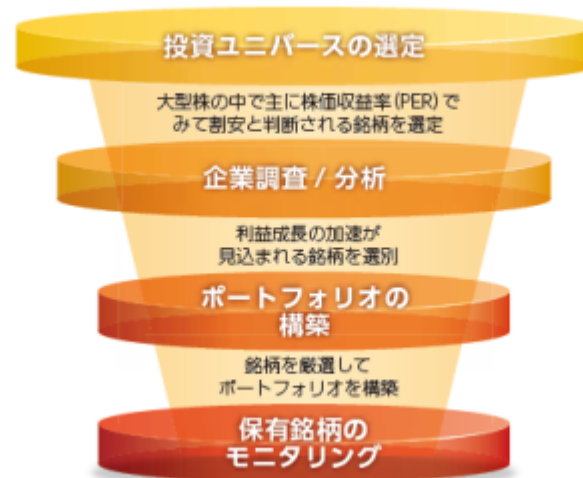 投資ユニバースの選定
大型株の中で主に株価収益率(PER)で
みて割安と判断される銘柄を選定
企業調査 / 分析
利益成長の加速が
見込まれる銘柄を選別
ポートフォリオの
構築
銘柄を厳選して
ポートフォリオを構築
保有銘柄の
モニタリング